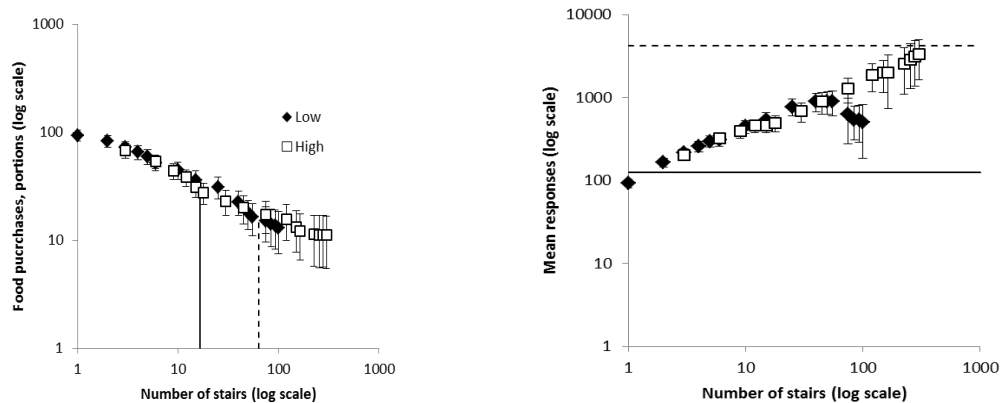 1000
100
10
1
Food pucrchases, portions (log scale)
Low
High
1 10 100 1000
Number of stairs (log scale)
10000
1000
100
10
1
Mean responses (log scale)
1 10 100 1000
Number of stairs (log scale)